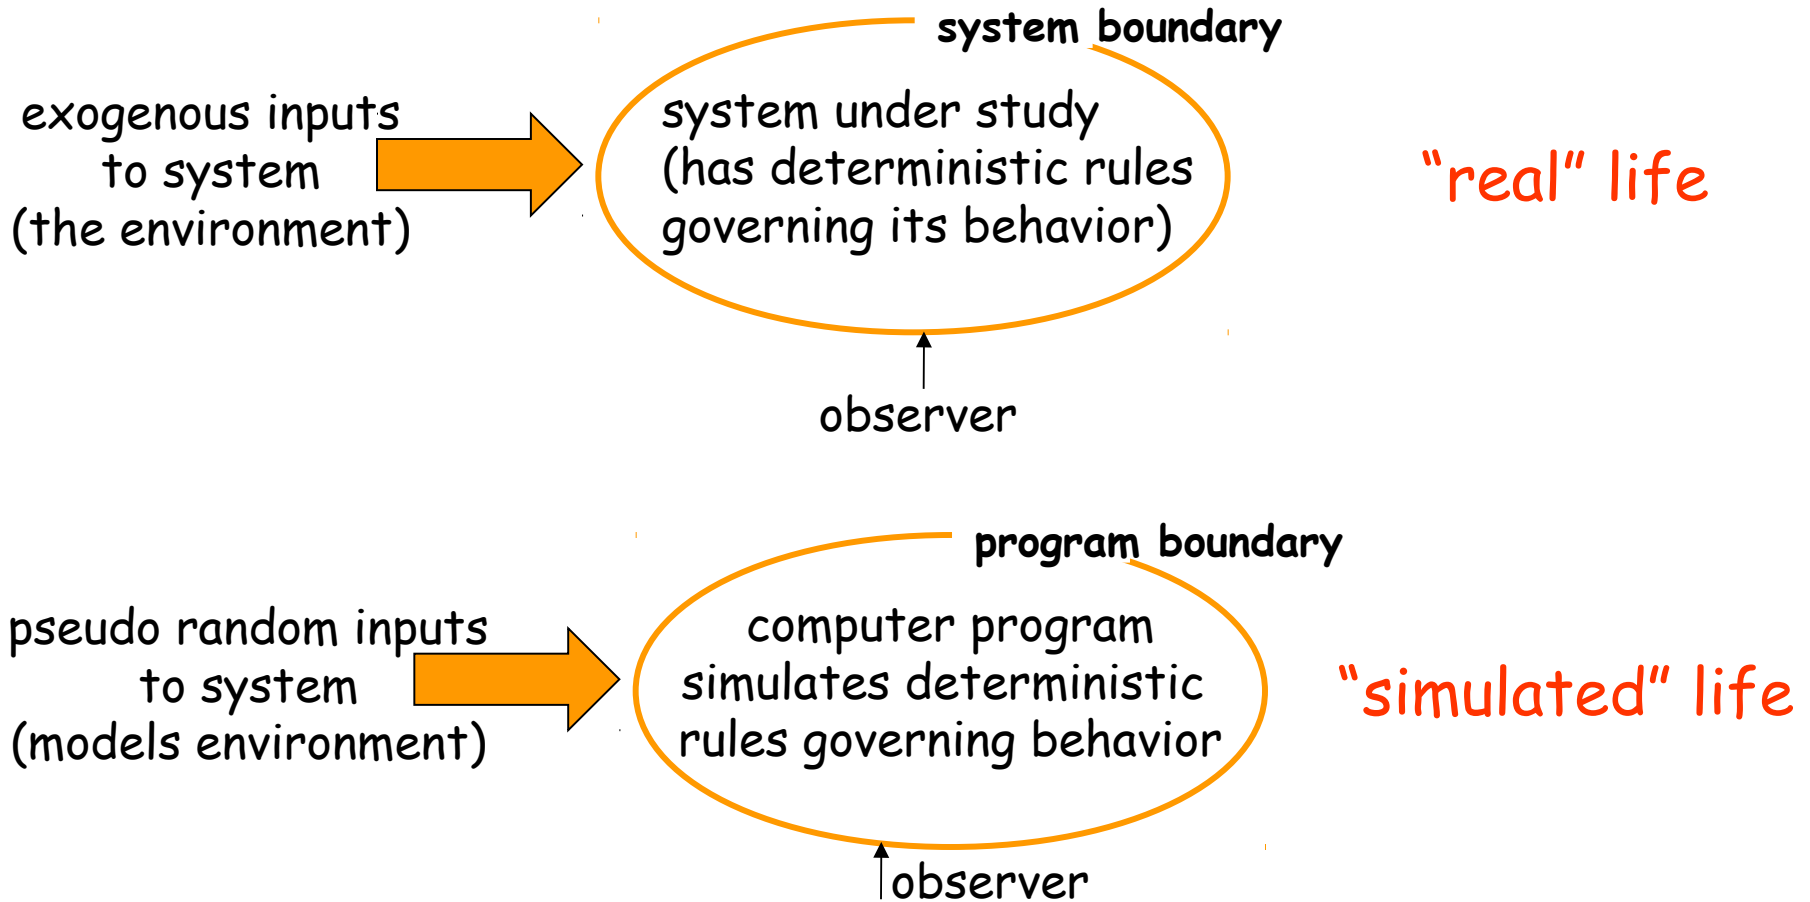 system boundary
exogenous inputs
to system
(the environment)
system under study
(has deterministic rules
governing its behavior)
“real” life
observer
program boundary
pseudo random inputs
to system
(models environment)
computer program
simulates deterministic
rules governing behavior
“simulated” life
observer